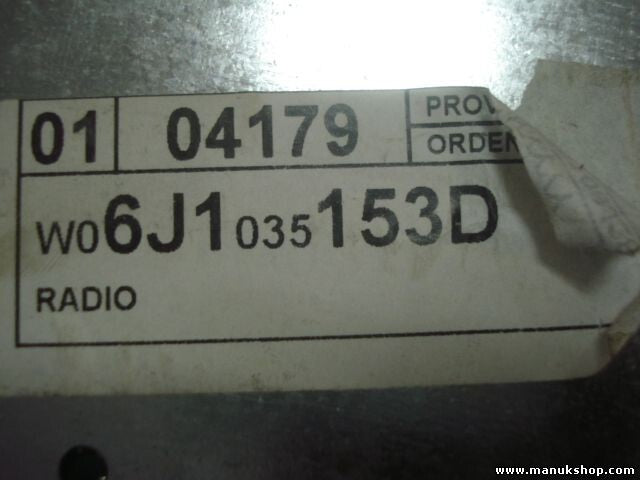 01 04179 PROV
ORDEN
W06J1035153D
RADIO
www.manukshop.com